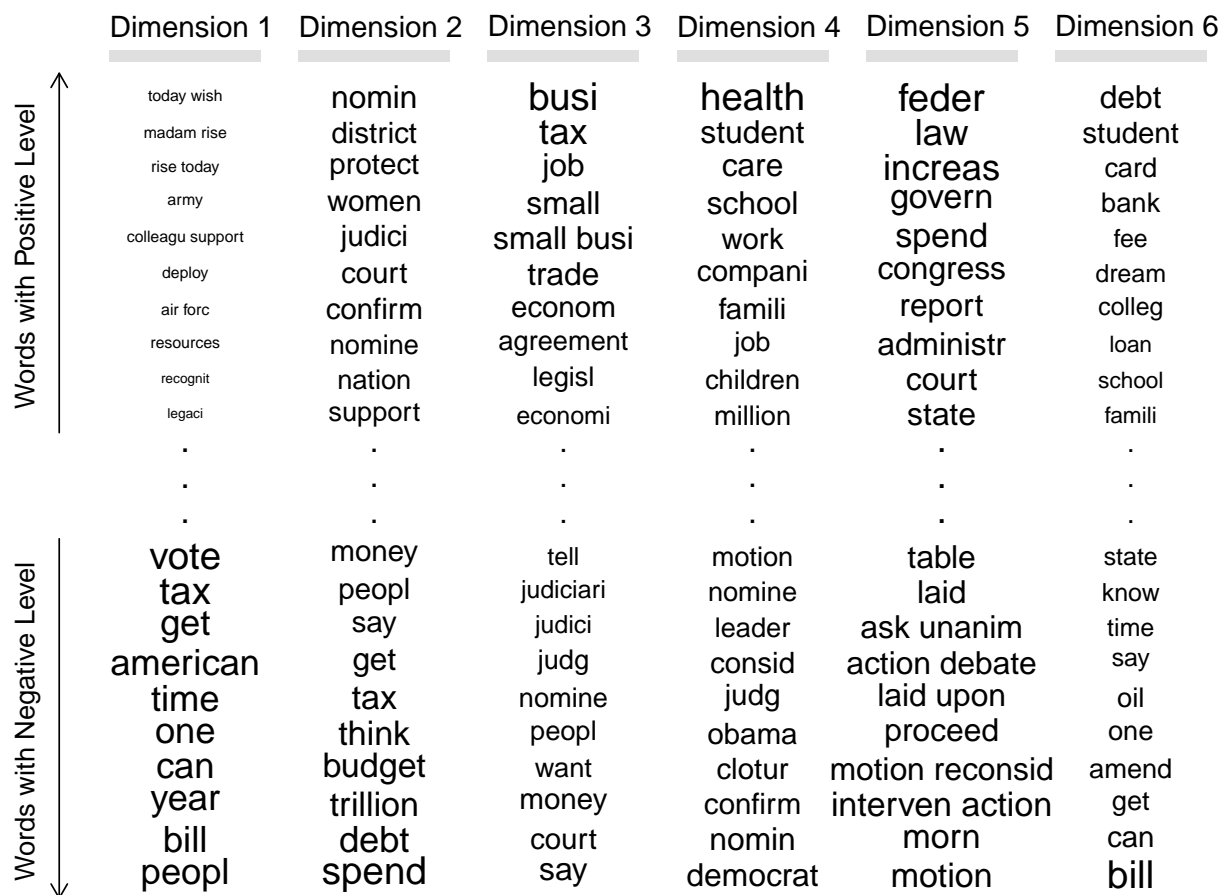 Dimension 1 Dimension 2 Dimension 3 Dimension 4 Dimension 5 Dimension 6
Words with Positive Level
today wish nomin busi health feder debt
madam rise district tax student law student
rise today protect job care increas card
army women small school govern bank
colleagu support judici small busi work spend fee
deploy court trade compani congress dream
air forc confirm econom famili report colleg
resources nomine agreement job administr loan
recognit nation legisl children court school
legaci support economi million state famili
. . . . . .
. . . . . .
. . . . . .
Words with Negative Level
vote money tell motion table state
tax peopl judiciari nomine laid know
get say judici leader ask unanim time
american get judg consid action debate say
time tax nomine judg laid upon oil
one think peopl obama proceed one
can budget want clotur motion reconsid amend
year trillion money confirm interven action get
bill debt court nomin morn can
peopl spend say democrat motion bill